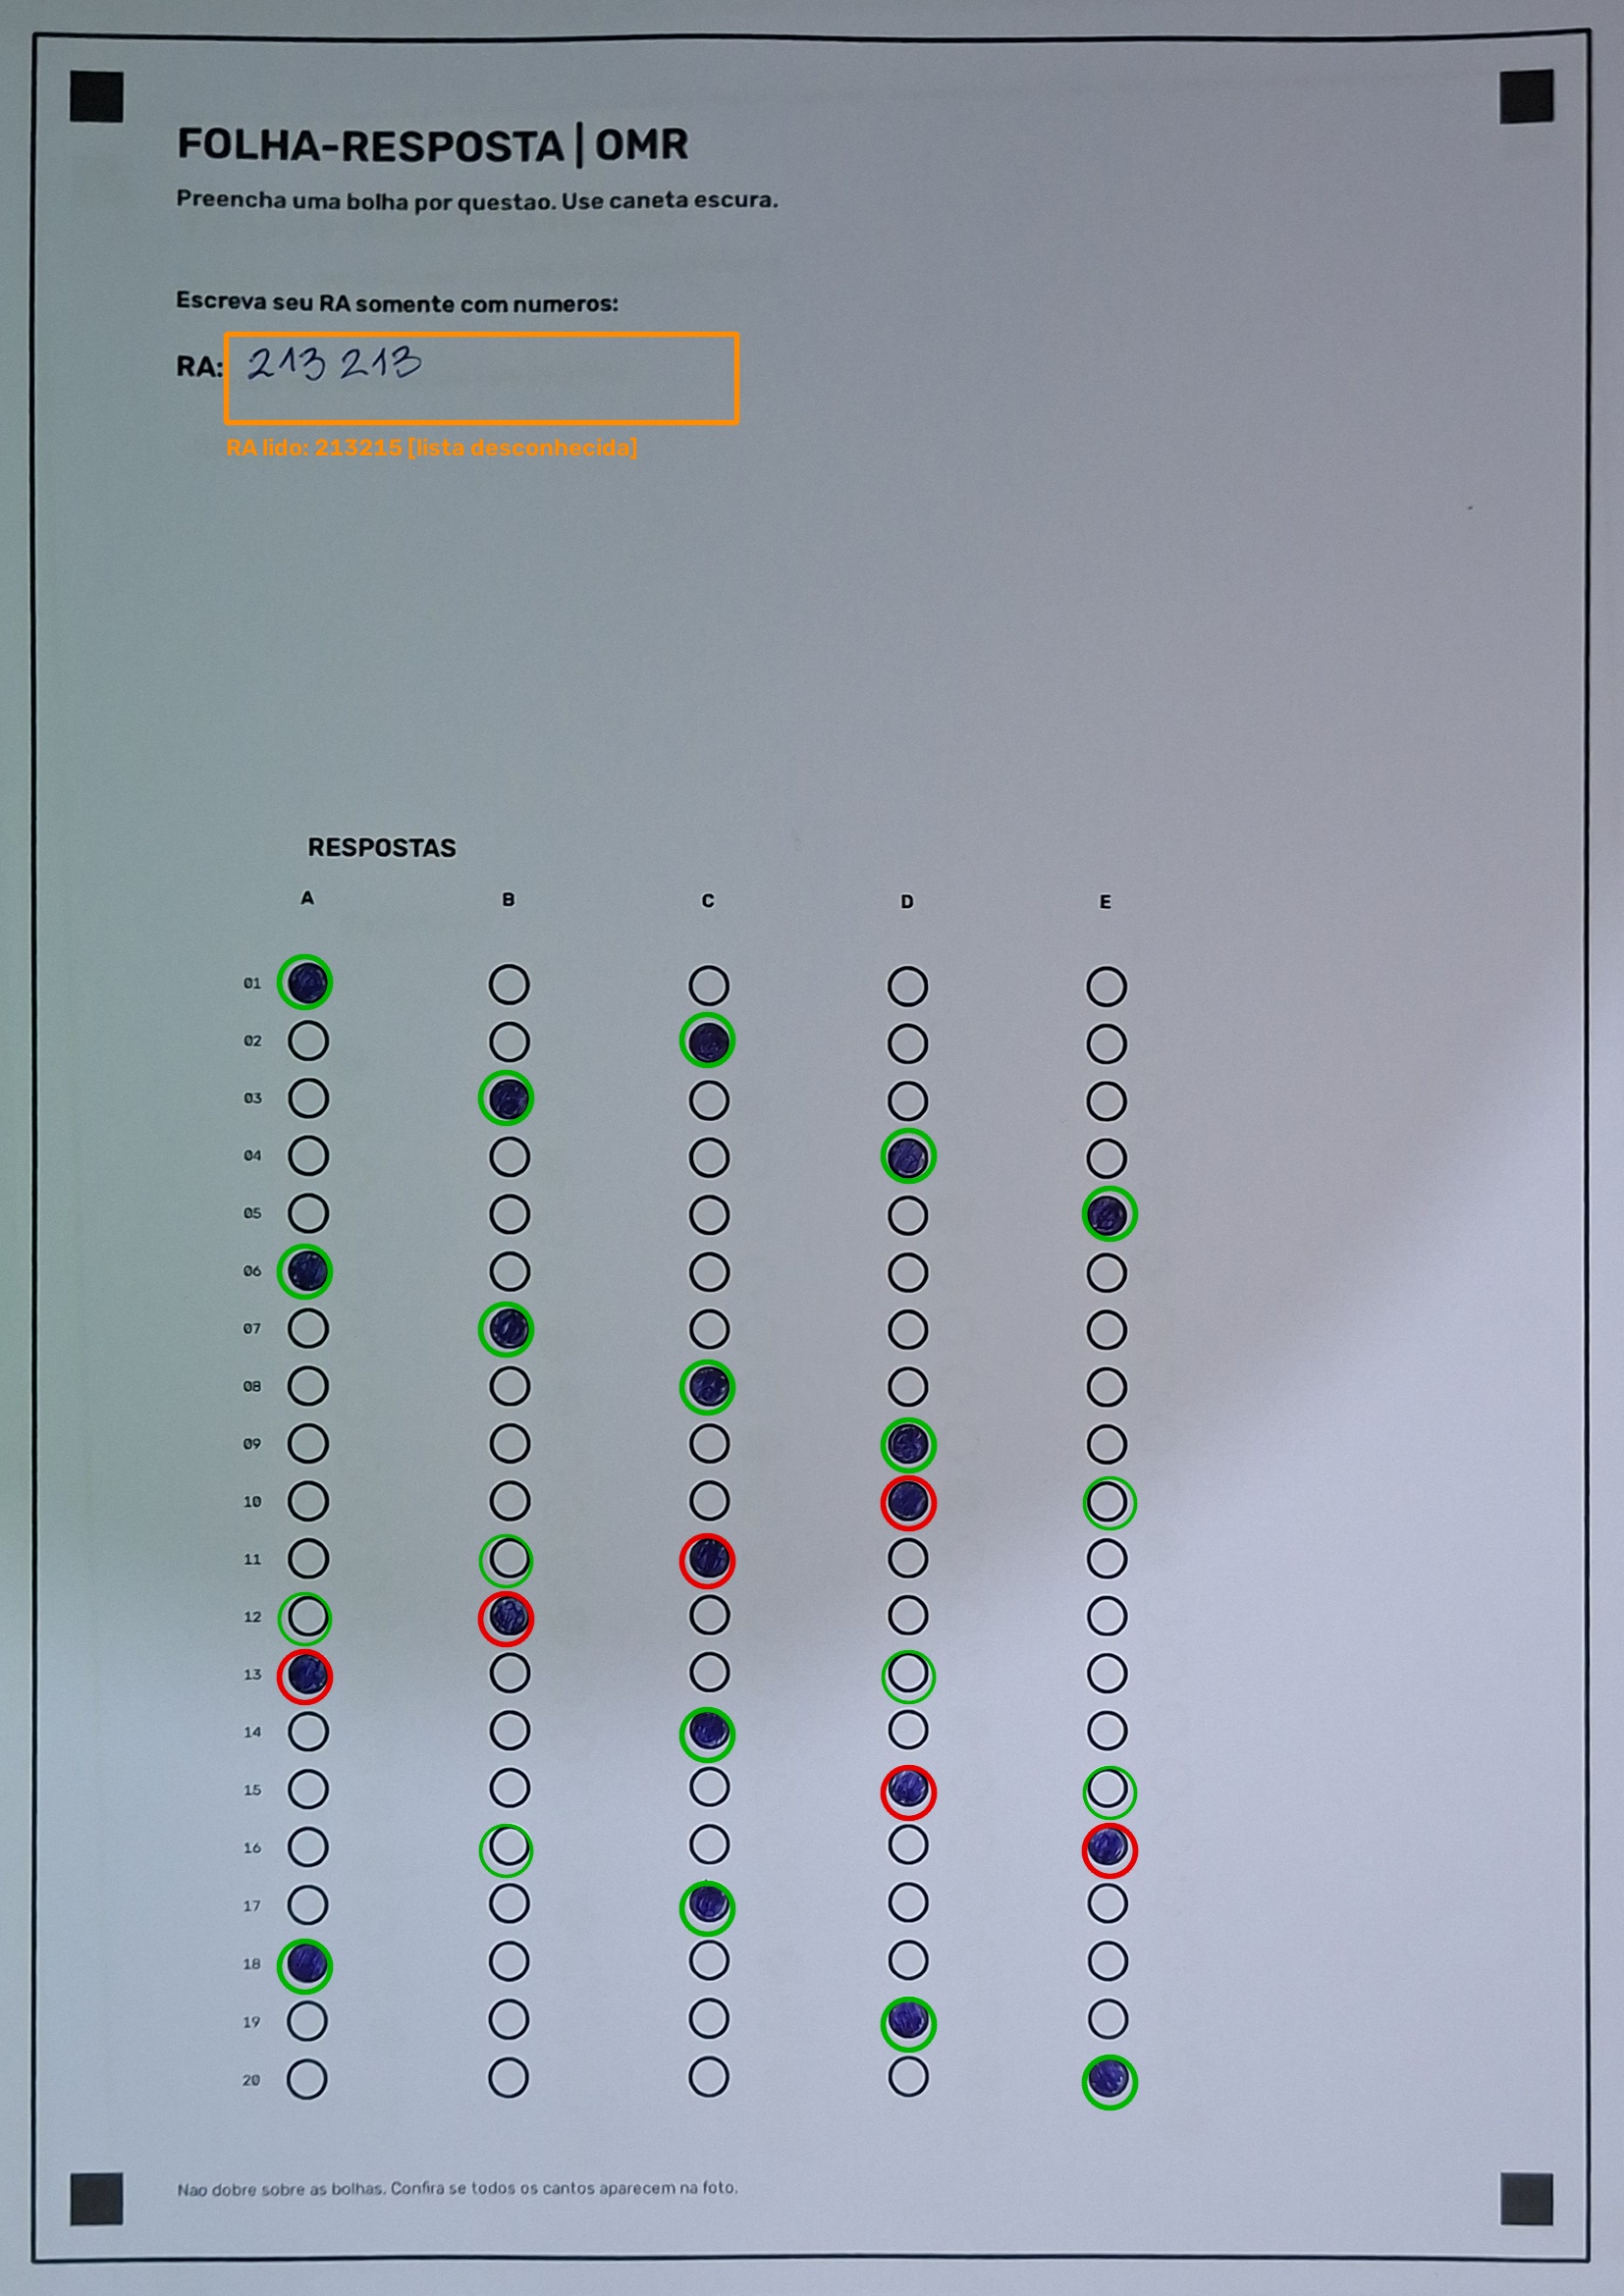 FOLHA-RESPOSTA | OMR
Preencha uma bolha por questao. Use caneta escura.
Escreva seu RA somente com numeros:
RA: 213 213
RA lido: 213215 [lista desconhecida]
RESPOSTAS
A B C D E
01
02
03
04
05
06
07
08
09
10
11
12
13
14
15
16
17
18
19
20
Nao dobre sobre as bolhas. Confira se todos os cantos aparecem na foto.